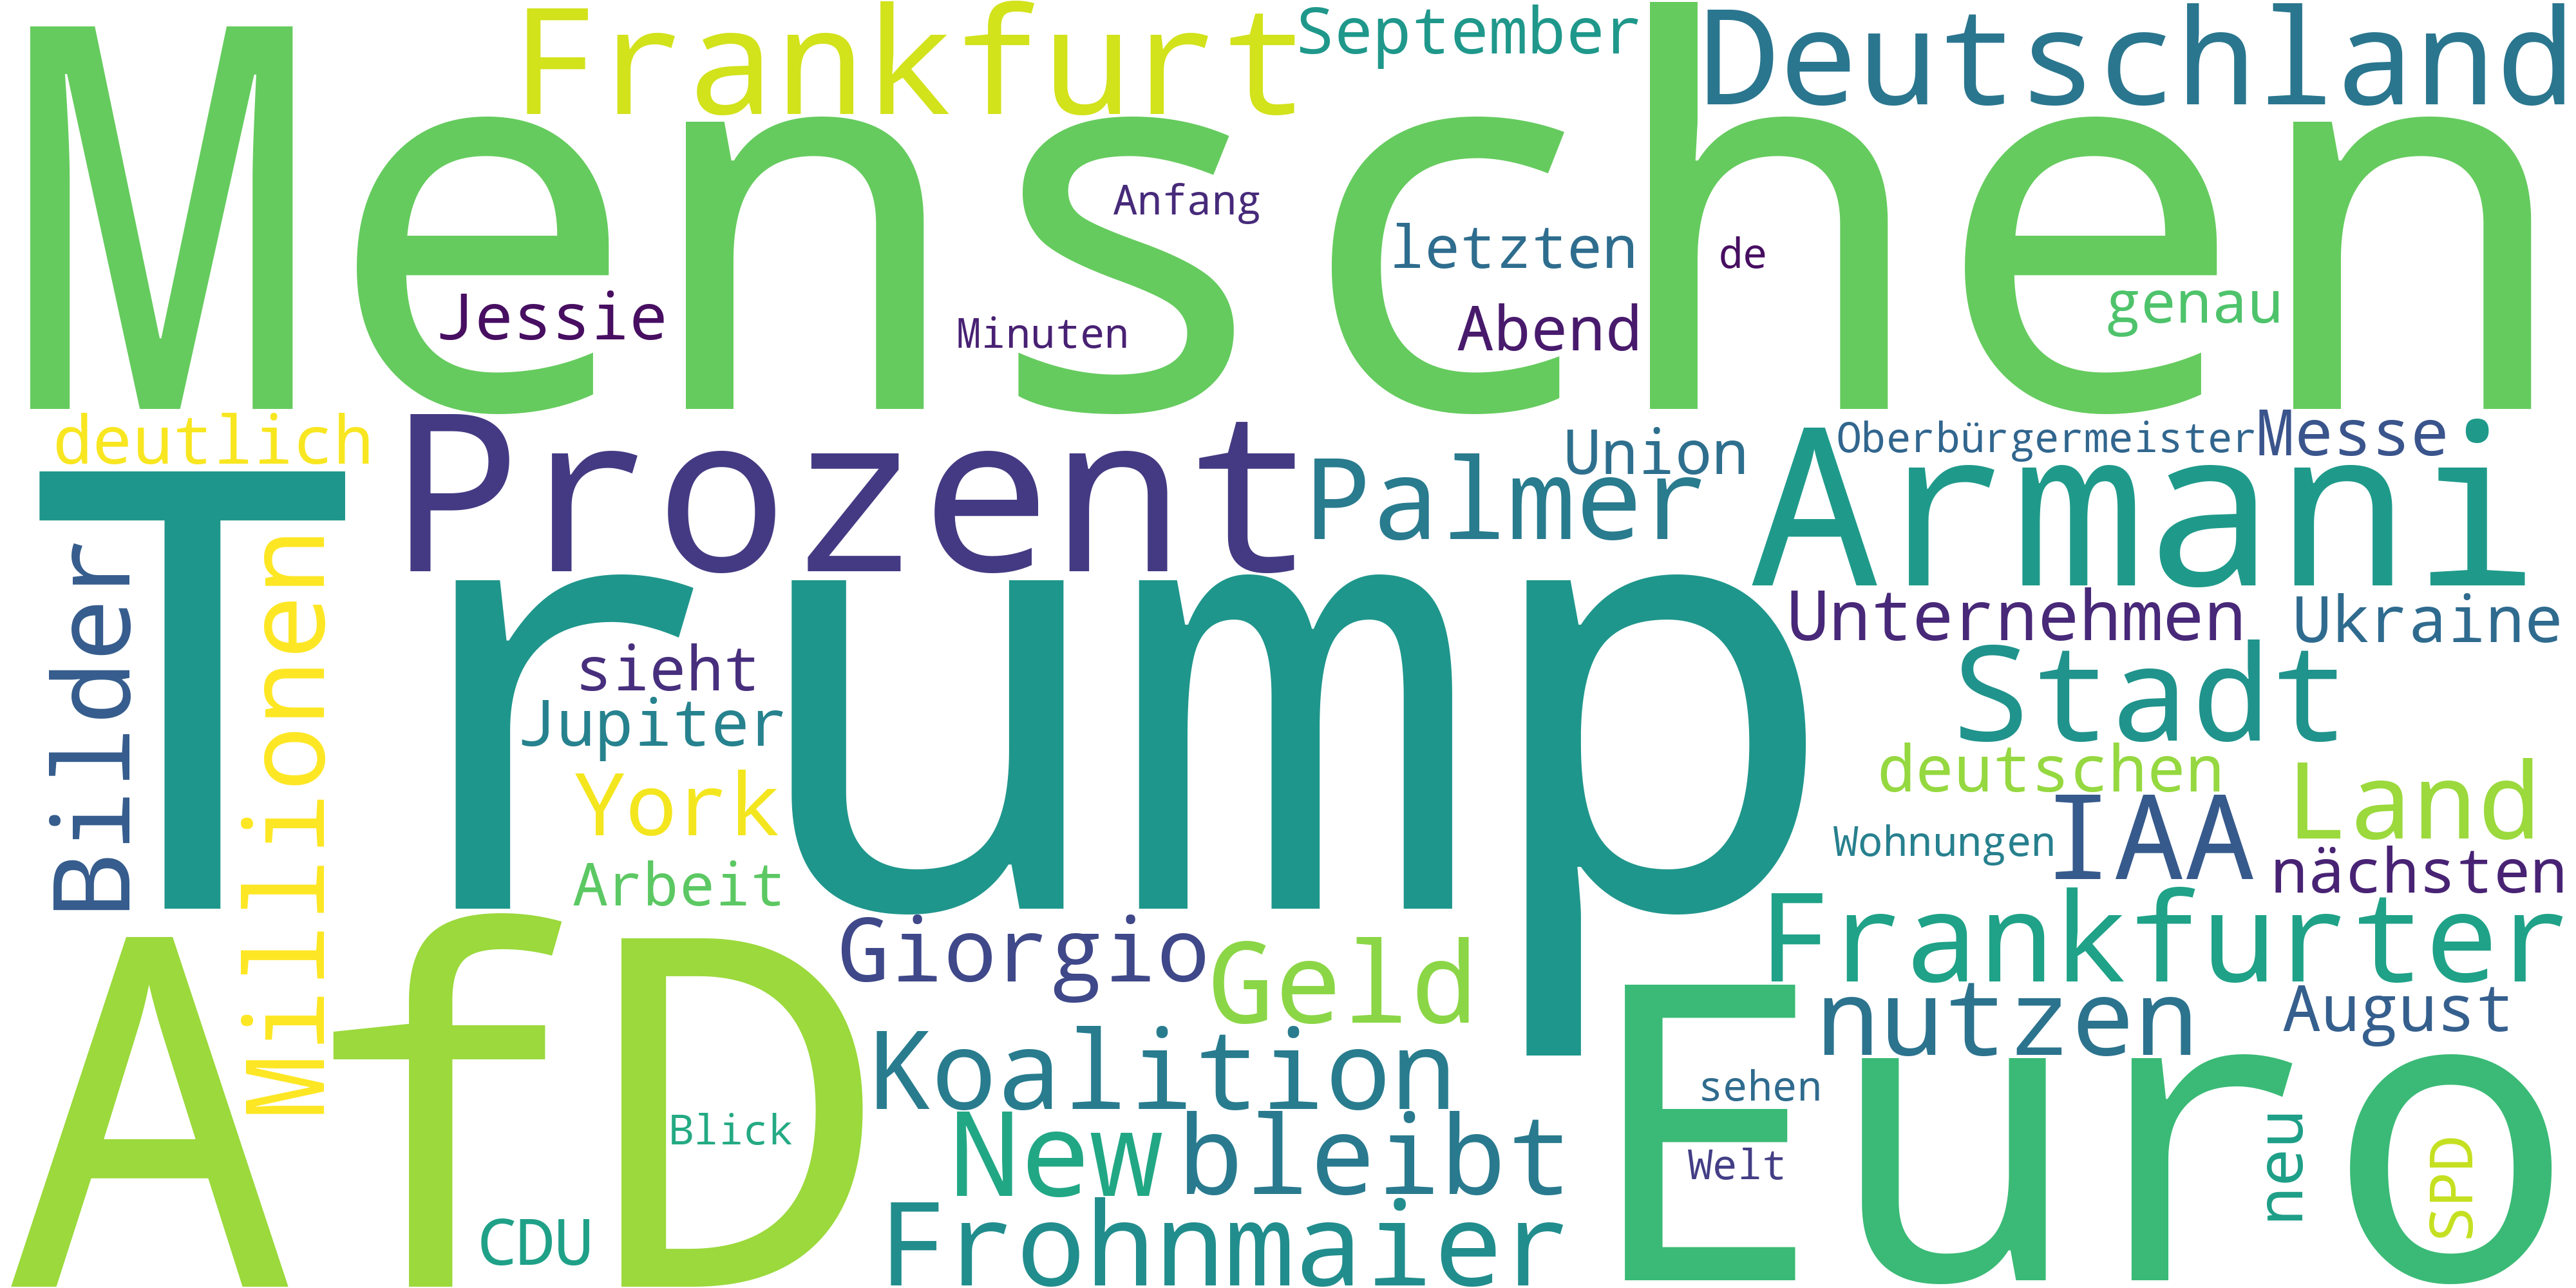 Menschen
Frankfurt
September
Deutschland
Anfang
letzten
de
Jessie
Minuten
Abend
genau
deutlich
Prozent
Palmer
Union
Oberbürgermeister
Messe
Armani
Trump
Bilder
Millionen
Unternehmen
Ukraine
sieht
Jupiter
Stadt
York
deutschen
Land
Wohnungen
IAA
nächsten
Arbeit
AfD
Giorgio
Geld
Frankfurter
nutzen
August
Koalition
Euro
sehen
Blick
New
bleibt
Welt
neu
SPD
CDU
Frohnmaier